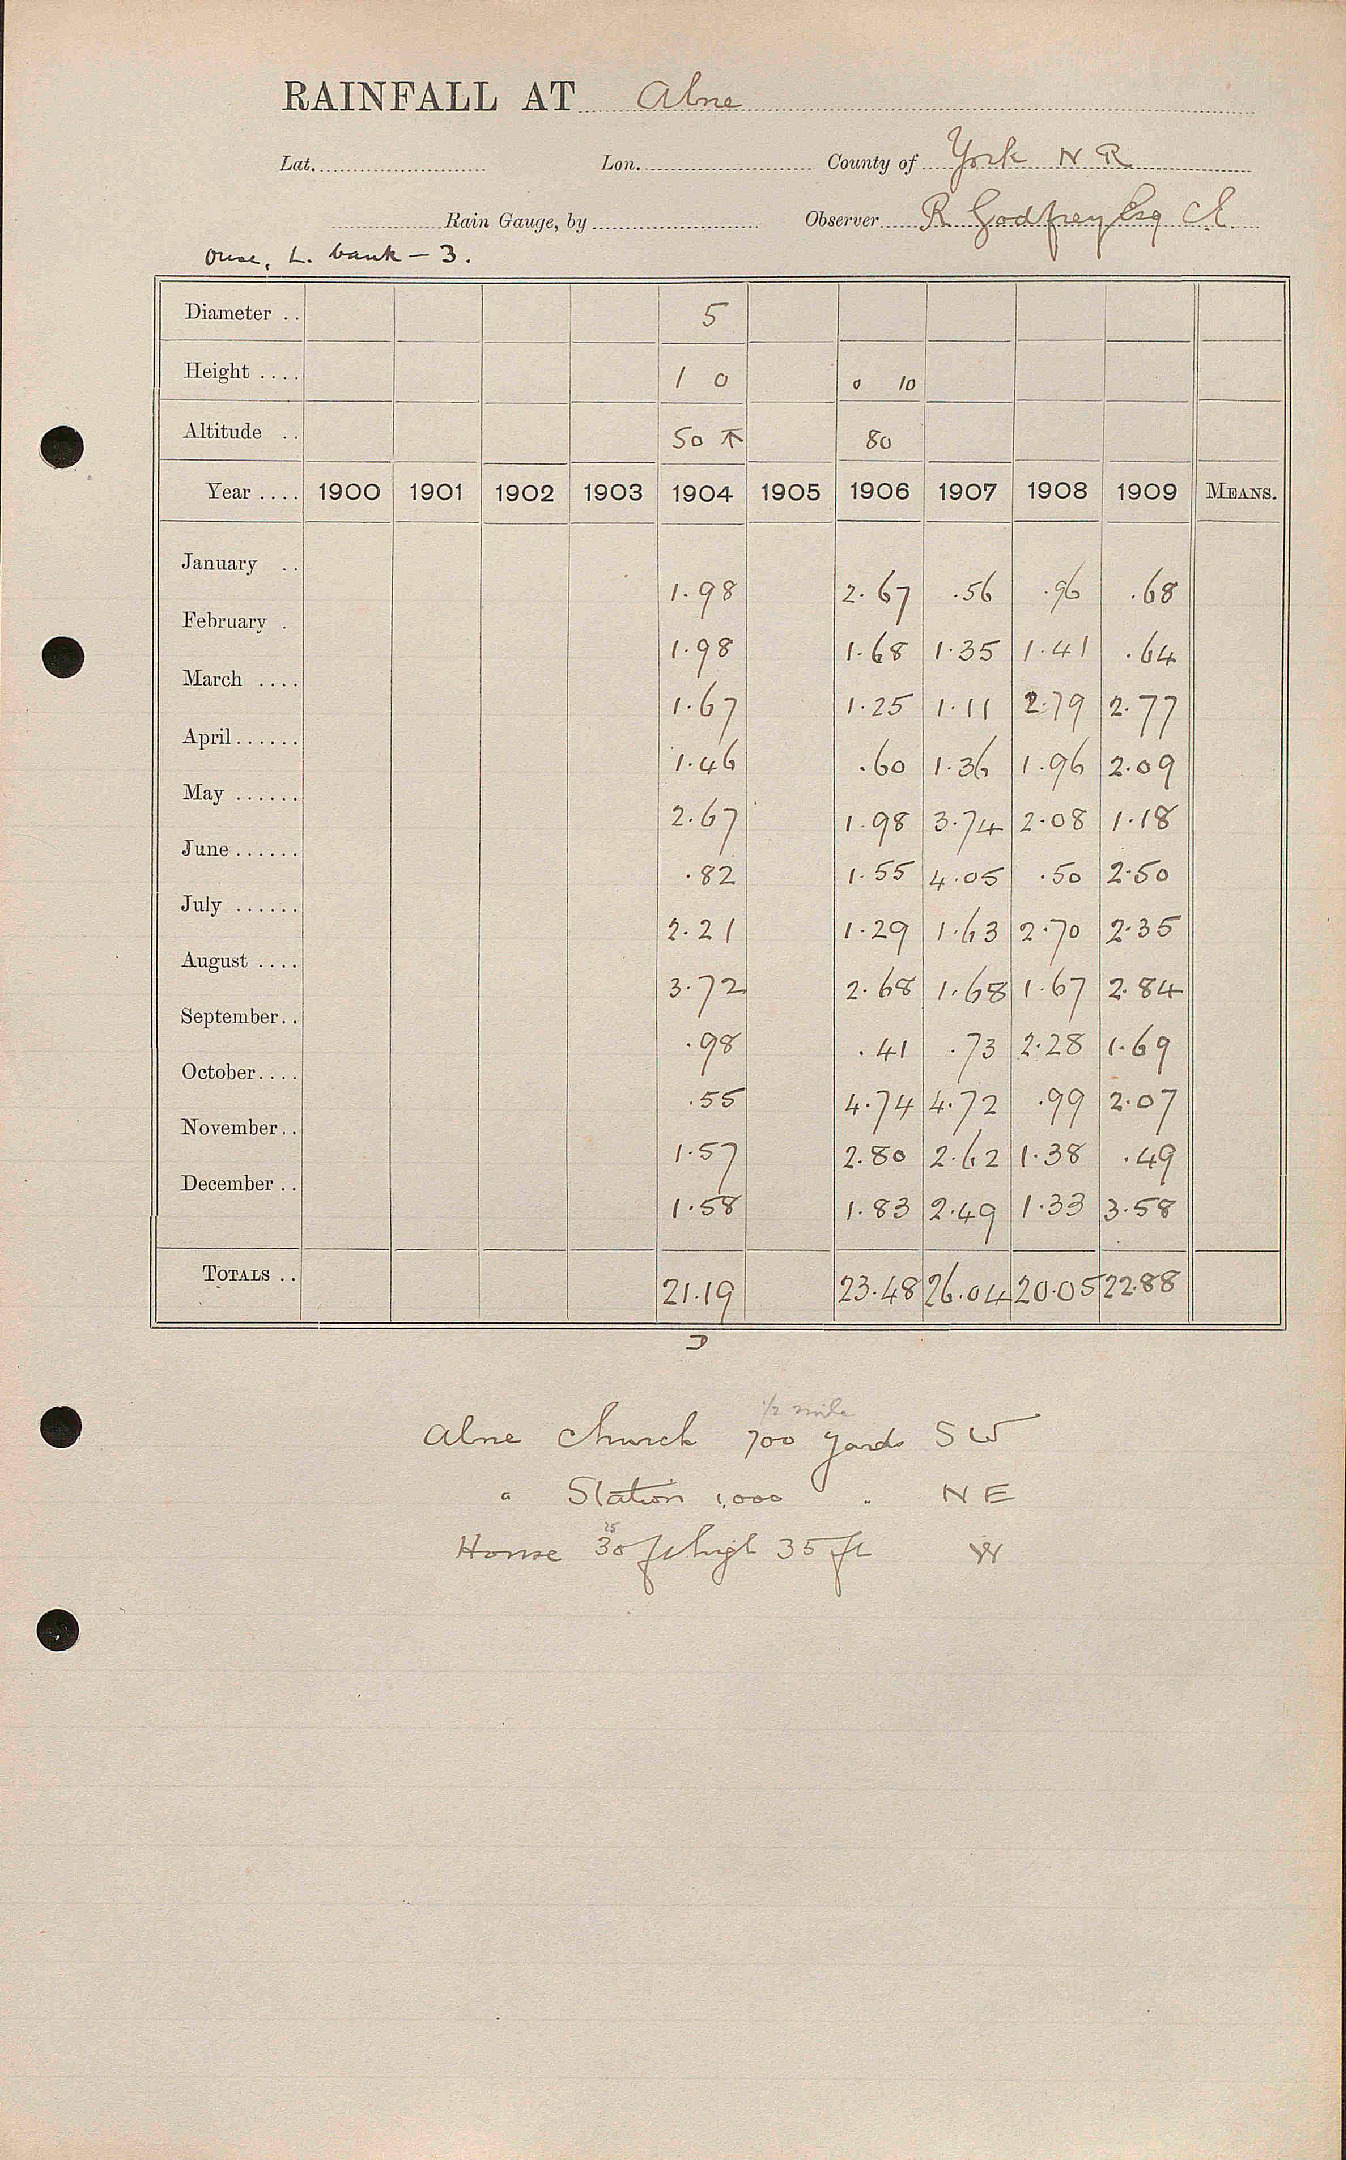 RAINFALL AT Alne
Lat. Lon. County of York N R
Rain Gauge, by Observer R Godfrey Esq C.E.
Ouse, L. bank - 3.
Diameter .. 5
Height .... 1 0 0 10
Altitude .. 50 ↑ 80
Year .... 1900 1901 1902 1903 1904 1905 1906 1907 1908 1909 MEANS.
January .. 1.98 2.67 .56 .96 .68
February . 1.98 1.68 1.35 1.41 .64
March .... 1.67 1.25 1.11 2.79 2.77
April...... 1.46 .60 1.36 1.96 2.09
May ...... 2.67 1.98 3.74 2.08 1.18
June...... .82 1.55 4.05 .50 2.50
July ...... 2.21 1.29 1.63 2.70 2.35
August .... 3.72 2.68 1.68 1.67 2.84
September.. .98 .41 .73 2.28 1.69
October.... .55 4.74 4.72 .99 2.07
November.. 1.57 2.80 2.62 1.38 .49
December .. 1.58 1.83 2.49 1.33 3.58
TOTALS .. 21.19 23.48 26.04 20.05 22.88
1/2 mile
Alne Church 700 yards SW
" Station 1,000 " NE
25
House 30 ft high 35 ft W